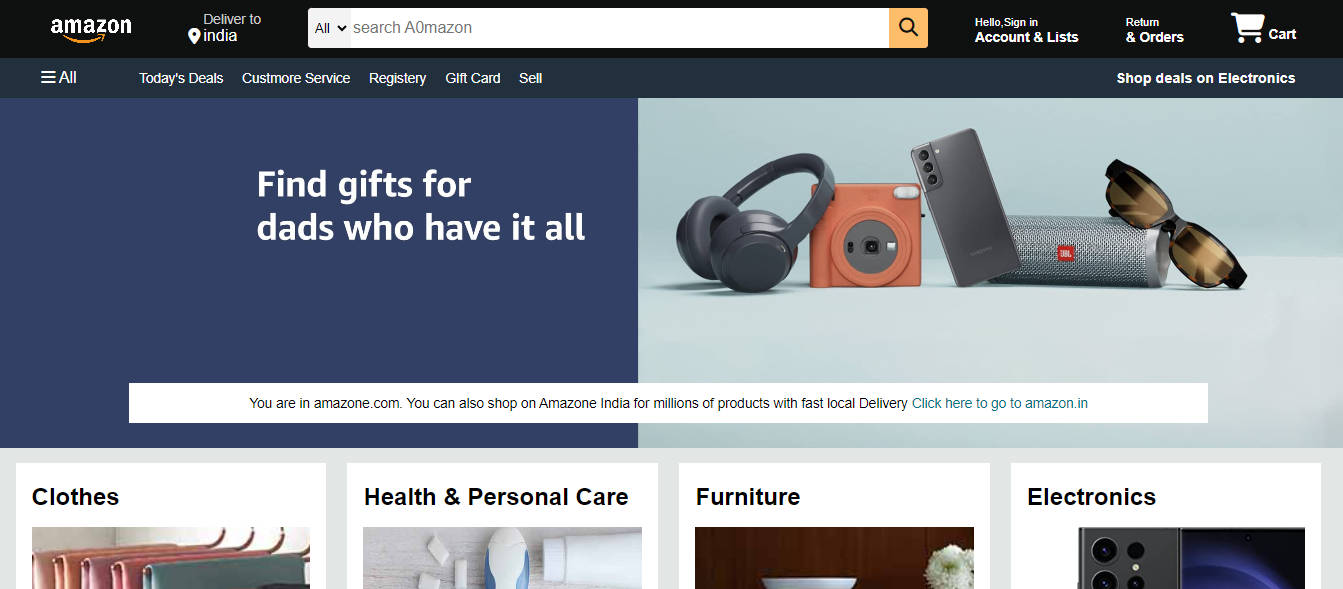 amazon
Deliver to
india
All
search A0mazon
Hello,Sign in
Account & Lists
Return
& Orders
Cart
All
Today's Deals
Custmore Service
Registery
GIft Card
Sell
Shop deals on Electronics
Find gifts for
dads who have it all
SAMSUNG
JBL
You are in amazone.com. You can also shop on Amazone India for millions of products with fast local Delivery Click here to go to amazon.in
Clothes
Health & Personal Care
Furniture
Electronics